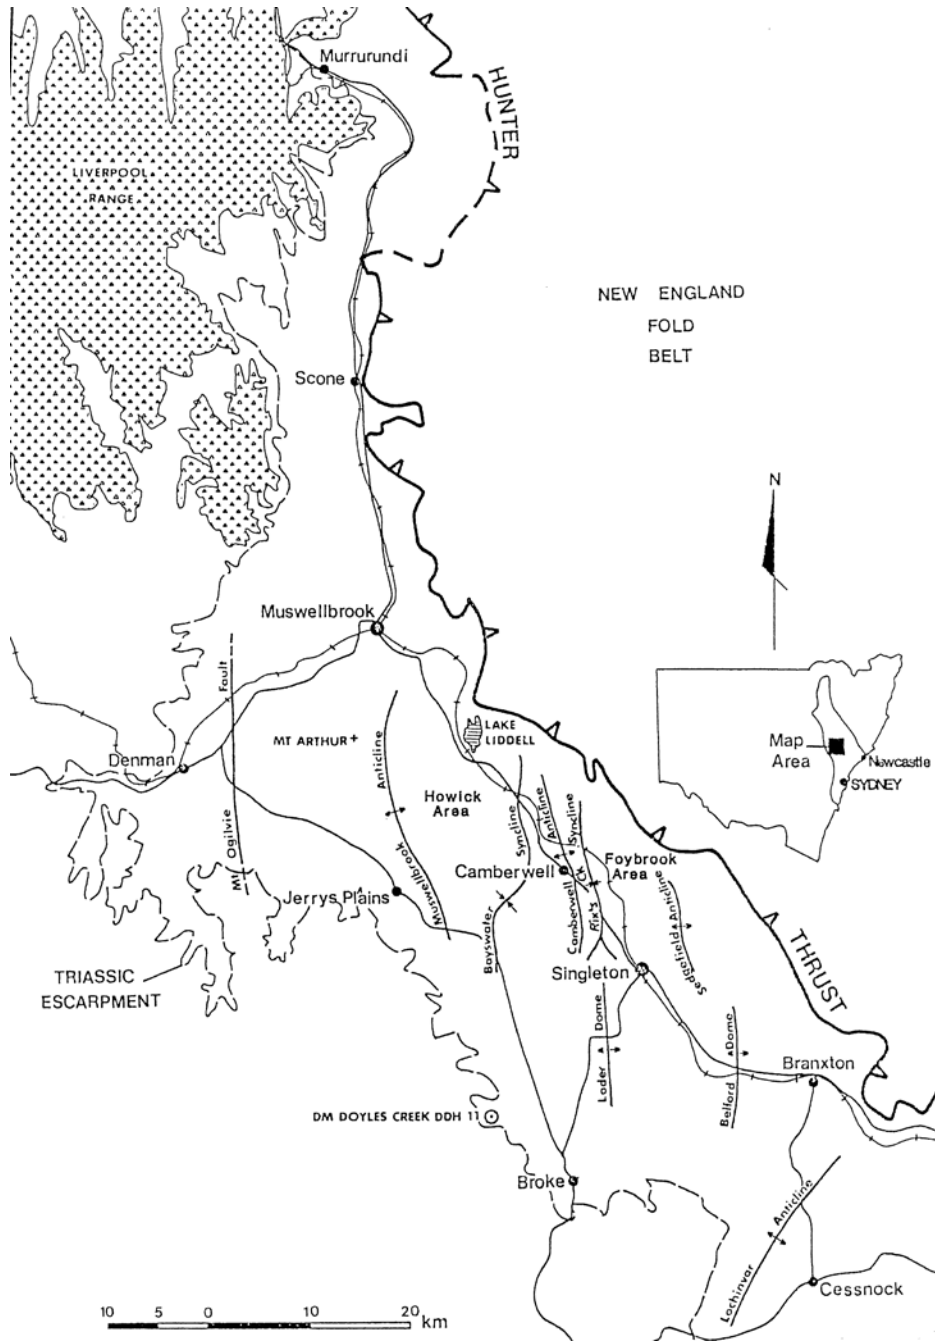 Murrurundi
HUNTER
LIVERPOOL
RANGE
NEW ENGLAND
FOLD
BELT
Scone
N
Muswellbrook
Fault
Mt Ogilvie
MT ARTHUR+
Anticline
Muswellbrook
LAKE
LIDDELL
Denman
Howick
Area
Syncline
Bayswater
Anticline
Camberwell
Syncline
Rix's Ck
Map
Area
Newcastle
SYDNEY
Camberwell
Foybrook
Area
Jerrys Plains
Sedgefield Anticline
THRUST
TRIASSIC
ESCARPMENT
Singleton
Loder Dome
Belford Dome
Branxton
DM DOYLES CREEK DDH 11
Broke
Lochinvar Anticline
Cessnock
10 5 0 10 20 km